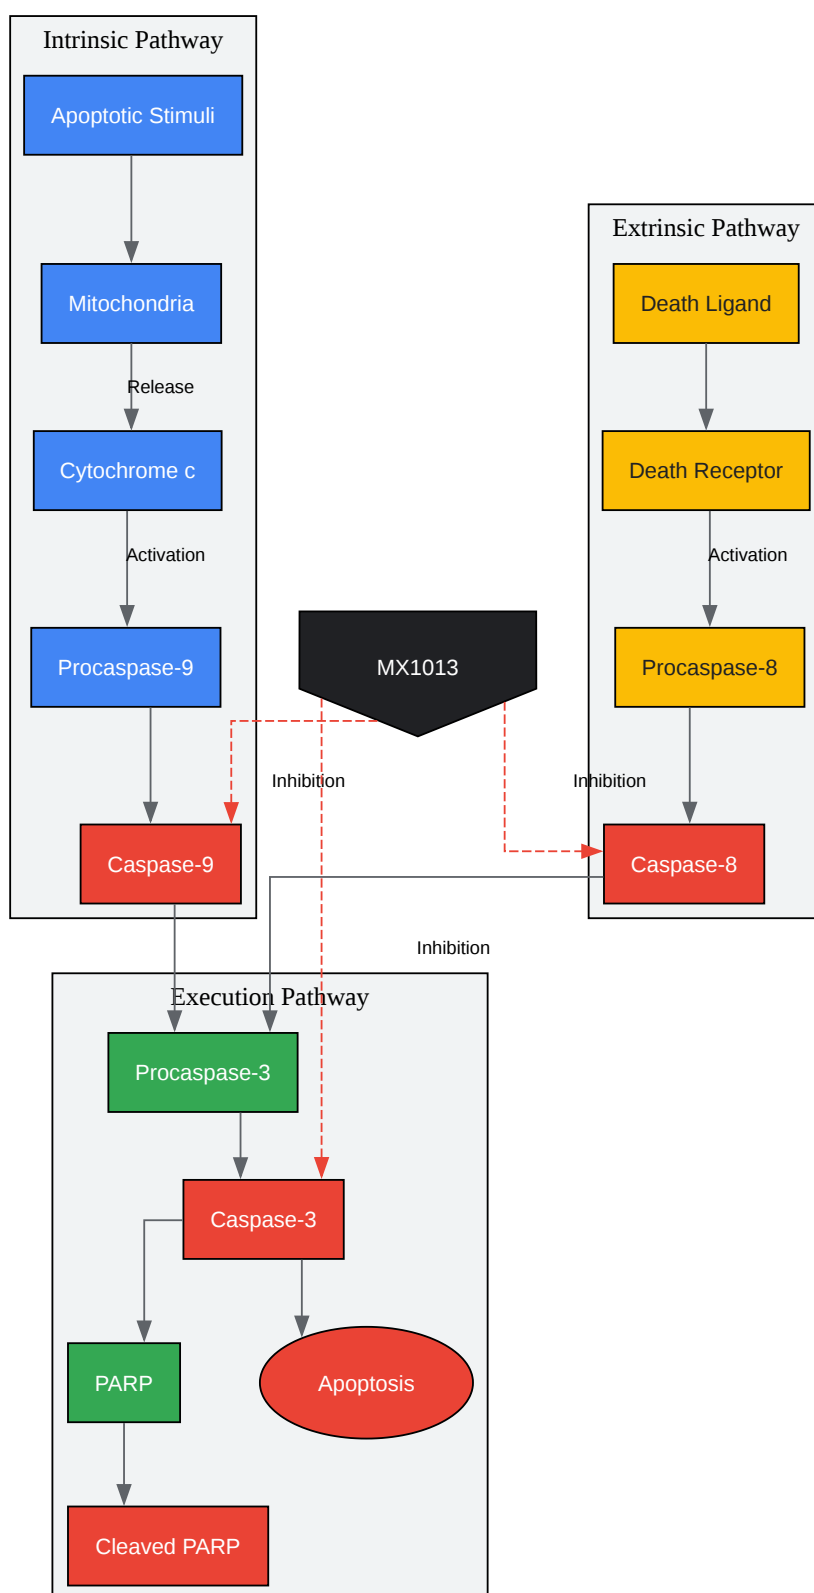 Intrinsic Pathway
Apoptotic Stimuli
Mitochondria
Release
Cytochrome c
Activation
Procaspase-9
Caspase-9
Extrinsic Pathway
Death Ligand
Death Receptor
Activation
Procaspase-8
Caspase-8
MX1013
Inhibition
Inhibition
Inhibition
Execution Pathway
Procaspase-3
Caspase-3
PARP
Apoptosis
Cleaved PARP